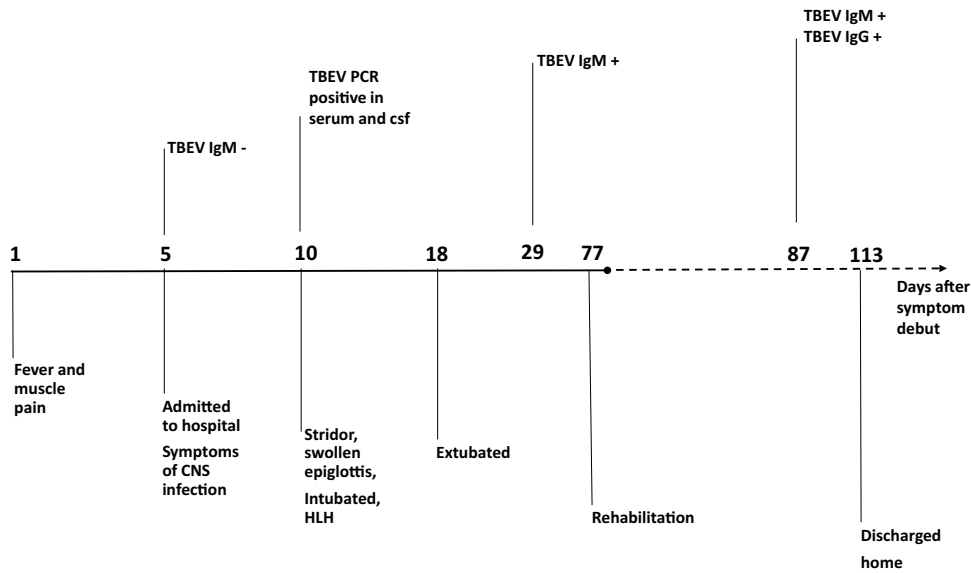 TBEV IgM +
TBEV IgG +
TBEV IgM +
TBEV PCR
positive in
serum and csf
TBEV IgM -
1
5
10
18
29
77
87
113
Days after
symptom
debut
Fever and
muscle
pain
Admitted
to hospital
Symptoms
of CNS
infection
Stridor,
swollen
epiglottis,
Intubated,
HLH
Extubated
Rehabilitation
Discharged
home